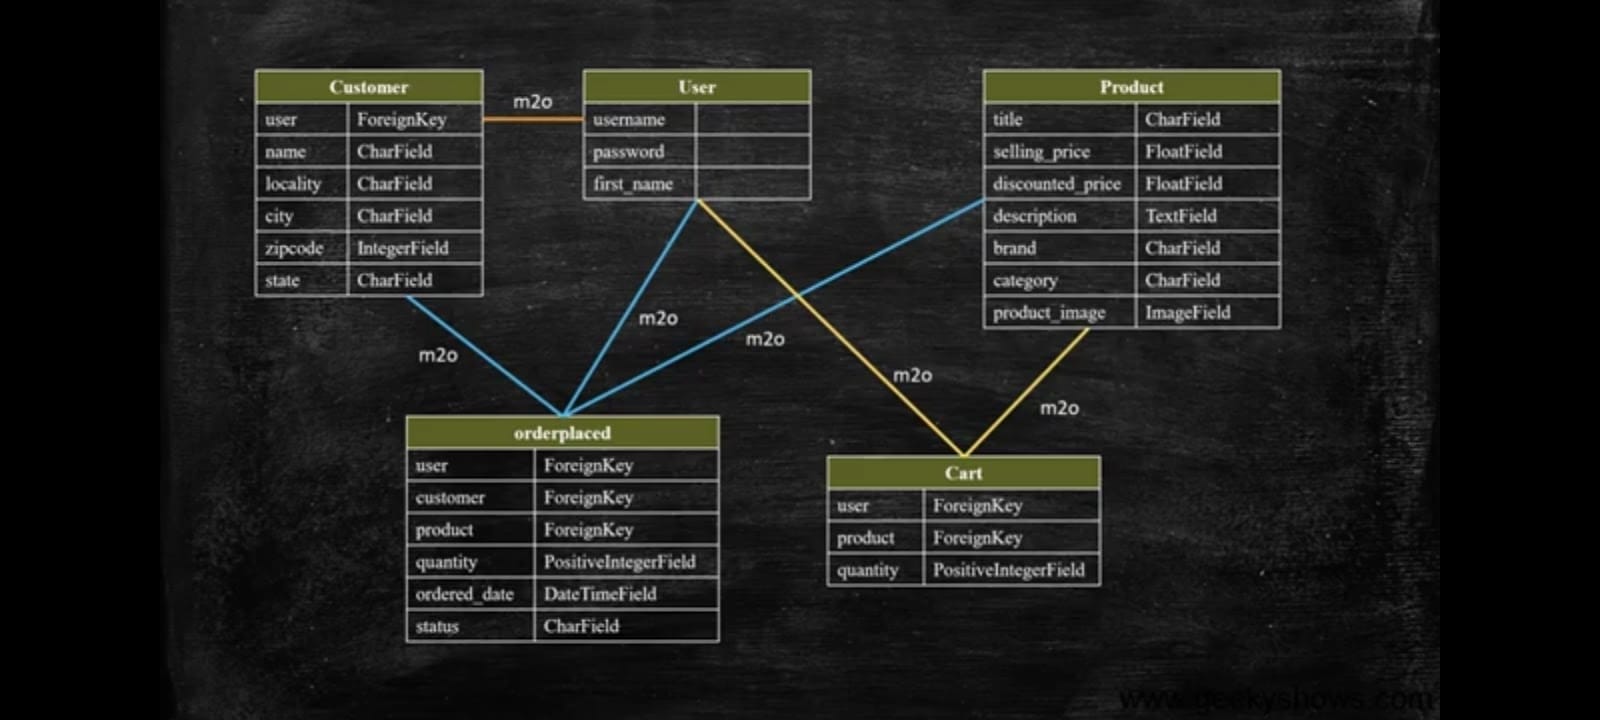 Customer
user ForeignKey
name CharField
locality CharField
city CharField
zipcode IntegerField
state CharField
m2o
User
username
password
first_name
Product
title CharField
selling_price FloatField
discounted_price FloatField
description TextField
brand CharField
category CharField
product_image ImageField
m2o
m2o
m2o
m2o
m2o
orderplaced
user ForeignKey
customer ForeignKey
product ForeignKey
quantity PositiveIntegerField
ordered_date DateTimeField
status CharField
Cart
user ForeignKey
product ForeignKey
quantity PositiveIntegerField
www.geekyshows.com